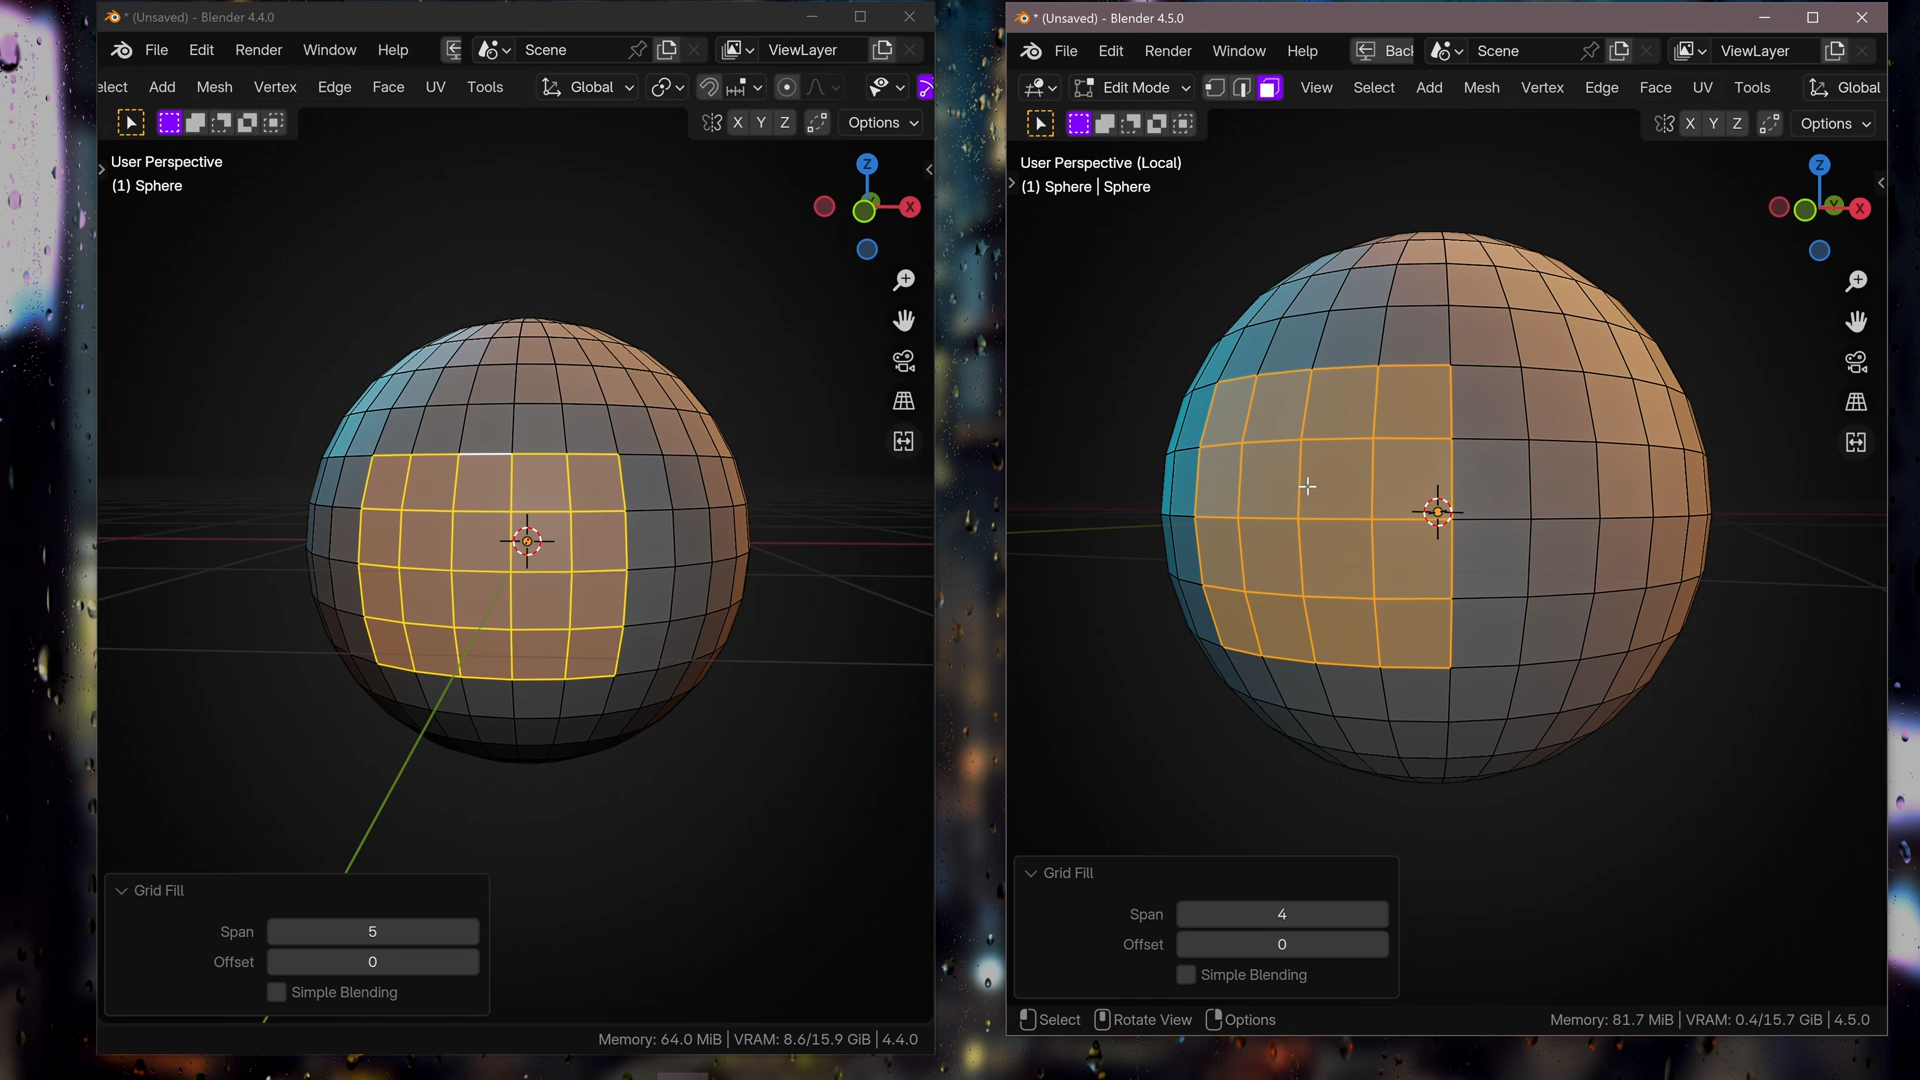 * (Unsaved) - Blender 4.4.0
File Edit Render Window Help Scene ViewLayer
elect Add Mesh Vertex Edge Face UV Tools Global
X Y Z Options
User Perspective
(1) Sphere
Z
X
Grid Fill
Span 5
Offset 0
Simple Blending
Memory: 64.0 MiB | VRAM: 8.6/15.9 GiB | 4.4.0
* (Unsaved) - Blender 4.5.0
File Edit Render Window Help Back Scene ViewLayer
Edit Mode View Select Add Mesh Vertex Edge Face UV Tools Global
X Y Z Options
User Perspective (Local)
(1) Sphere | Sphere
Z
Y X
Grid Fill
Span 4
Offset 0
Simple Blending
Select Rotate View Options
Memory: 81.7 MiB | VRAM: 0.4/15.7 GiB | 4.5.0